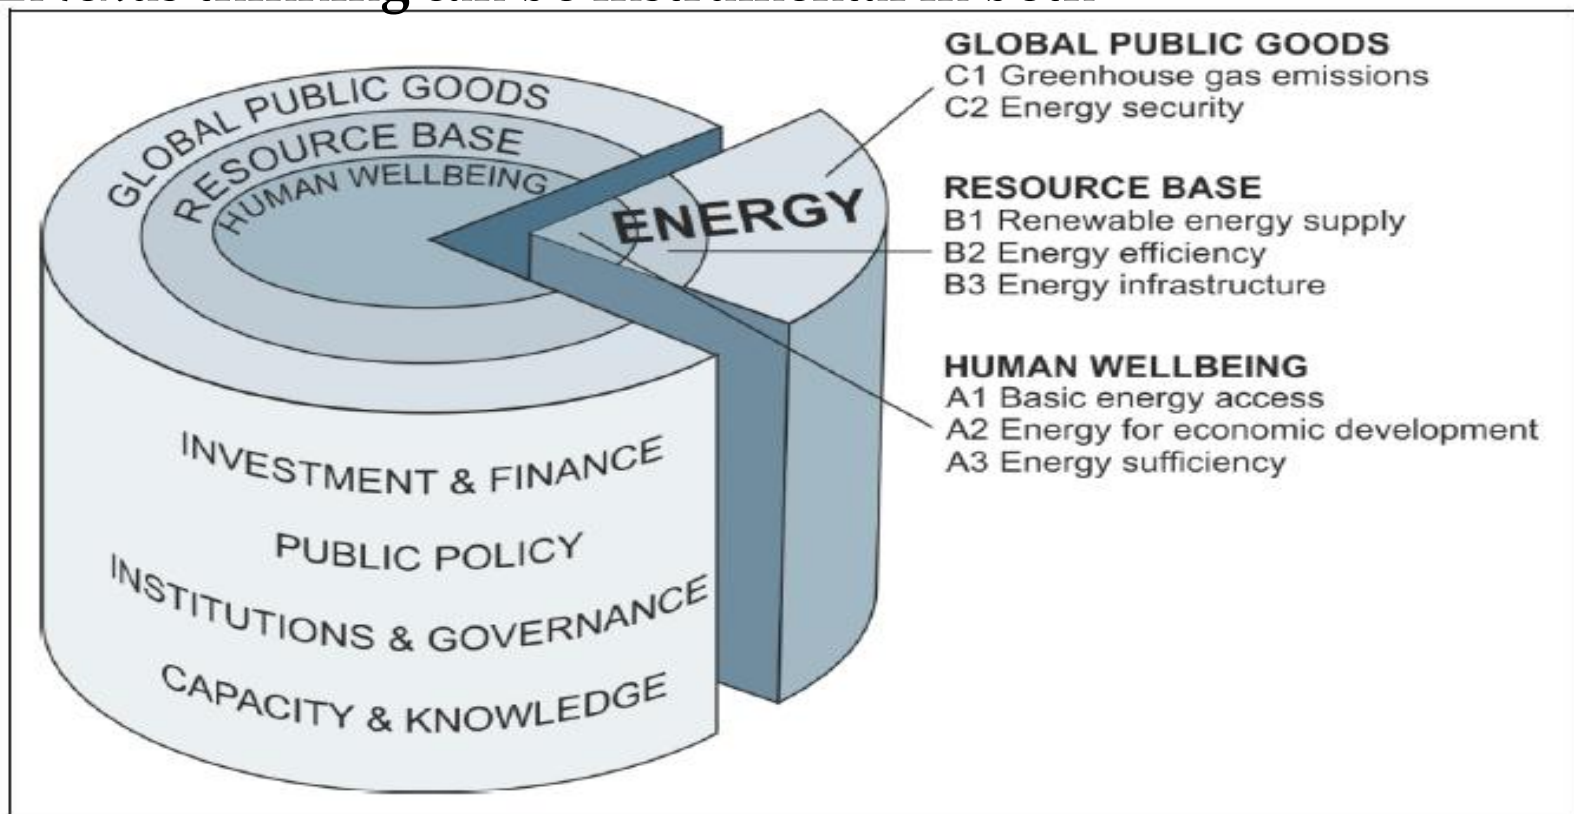 GLOBAL PUBLIC GOODS
RESOURCE BASE
HUMAN WELLBEING
ENERGY
INVESTMENT & FINANCE
PUBLIC POLICY
INSTITUTIONS & GOVERNANCE
CAPACITY & KNOWLEDGE
GLOBAL PUBLIC GOODS
C1 Greenhouse gas emissions
C2 Energy security
RESOURCE BASE
B1 Renewable energy supply
B2 Energy efficiency
B3 Energy infrastructure
HUMAN WELLBEING
A1 Basic energy access
A2 Energy for economic development
A3 Energy sufficiency